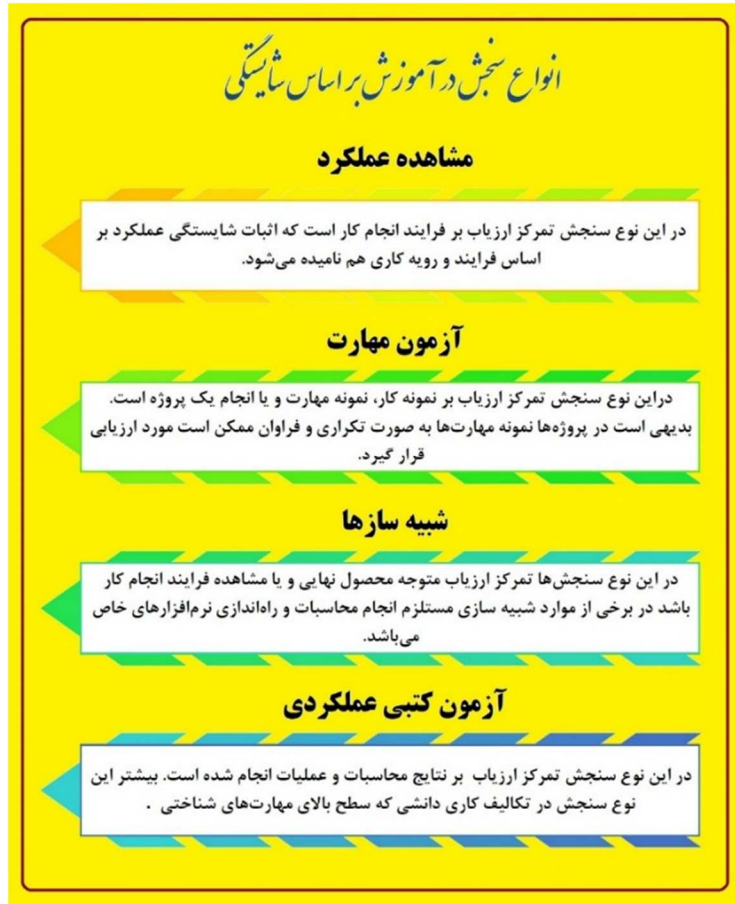 انواع سنجش در آموزش بر اساس شایستگی
مشاهده عملکرد
در این نوع سنجش تمرکز ارزیاب بر فرایند انجام کار است که اثبات شایستگی عملکرد بر
اساس فرایند و رویه کاری هم نامیده می‌شود.
آزمون مهارت
دراین نوع سنجش تمرکز ارزیاب بر نمونه کار، نمونه مهارت و یا انجام یک پروژه است.
بدیهی است در پروژه‌ها نمونه مهارت‌ها به صورت تکراری و فراوان ممکن است مورد ارزیابی
قرار گیرد.
شبیه سازها
در این نوع سنجش‌ها تمرکز ارزیاب متوجه محصول نهایی و یا مشاهده فرایند انجام کار
باشد در برخی از موارد شبیه سازی مستلزم انجام محاسبات و راه‌اندازی نرم‌افزارهای خاص
می‌باشد.
آزمون کتبی عملکردی
در این نوع سنجش تمرکز ارزیاب بر نتایج محاسبات و عملیات انجام شده است. بیشتر این
نوع سنجش در تکالیف کاری دانشی که سطح بالای مهارت‌های شناختی .